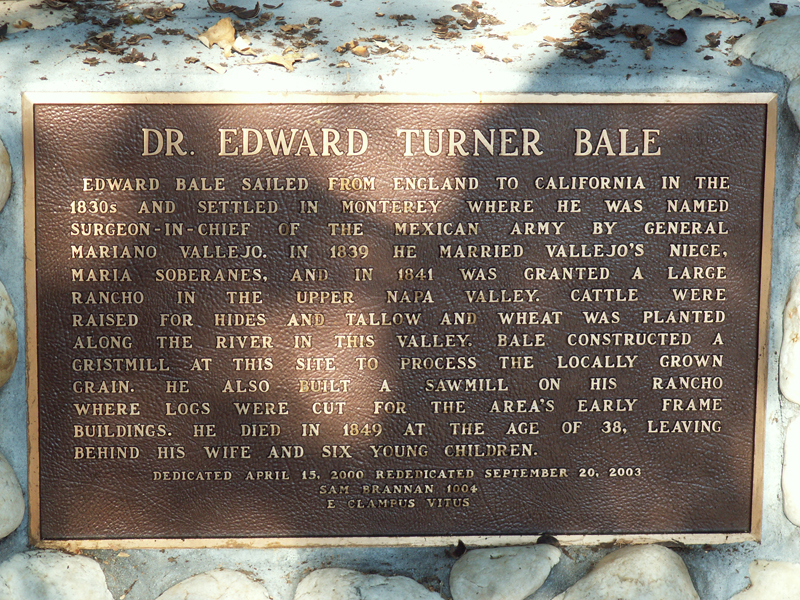 DR. EDWARD TURNER BALE
EDWARD BALE SAILED FROM ENGLAND TO CALIFORNIA IN THE
1830s AND SETTLED IN MONTEREY WHERE HE WAS NAMED
SURGEON-IN-CHIEF OF THE MEXICAN ARMY BY GENERAL
MARIANO VALLEJO. IN 1839 HE MARRIED VALLEJO'S NIECE,
MARIA SOBERANES, AND IN 1841 WAS GRANTED A LARGE
RANCHO IN THE UPPER NAPA VALLEY. CATTLE WERE
RAISED FOR HIDES AND TALLOW AND WHEAT WAS PLANTED
ALONG THE RIVER IN THIS VALLEY. BALE CONSTRUCTED A
GRISTMILL AT THIS SITE TO PROCESS THE LOCALLY GROWN
GRAIN. HE ALSO BUILT A SAWMILL ON HIS RANCHO
WHERE LOGS WERE CUT FOR THE AREA'S EARLY FRAME
BUILDINGS. HE DIED IN 1849 AT THE AGE OF 38, LEAVING
BEHIND HIS WIFE AND SIX YOUNG CHILDREN.
DEDICATED APRIL 15, 2000 REDEDICATED SEPTEMBER 20, 2003
SAM BRANNAN 1004
E CLAMPUS VITUS